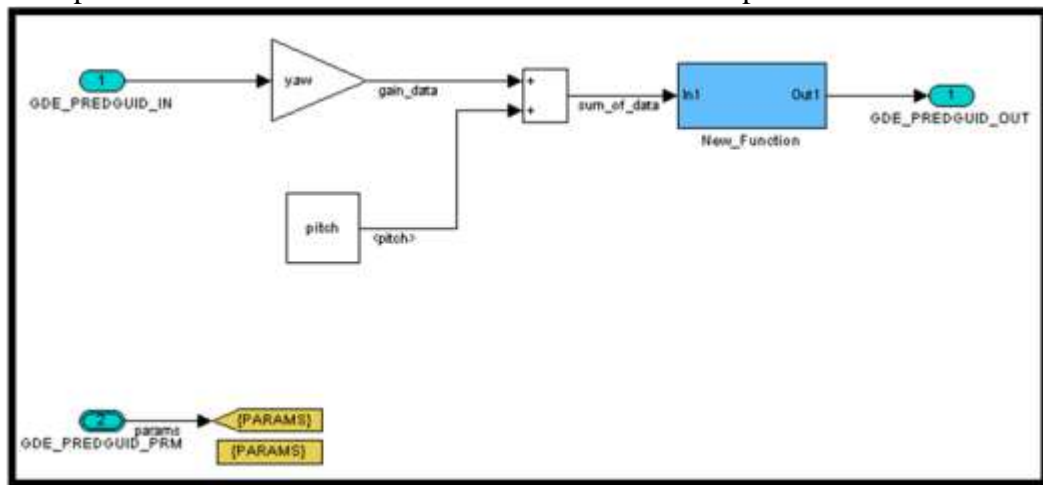 1
GDE_PREDGUID_IN
yaw
gain_data
+
+
sum_of_data
In1
Out1
New_Function
1
GDE_PREDGUID_OUT
pitch
<pitch>
2
params
GDE_PREDGUID_PRM
{PARAMS}
{PARAMS}